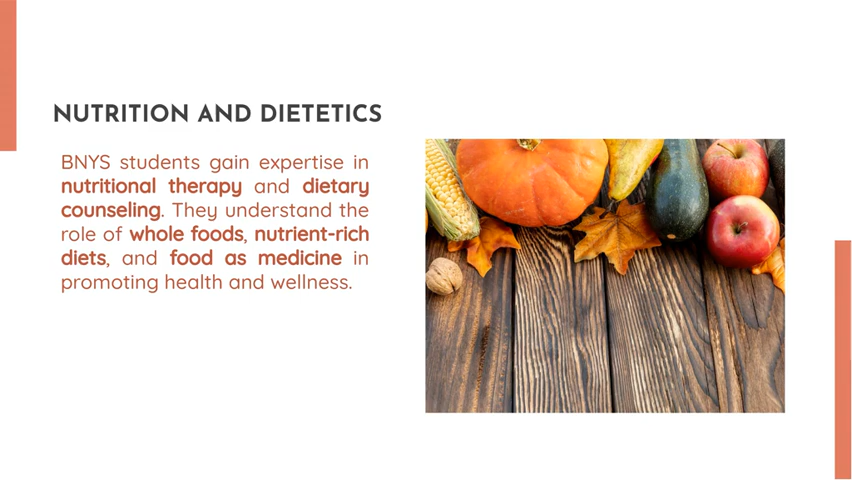 NUTRITION AND DIETETICS
BNYS students gain expertise in
nutritional therapy and dietary
counseling. They understand the
role of whole foods, nutrient-rich
diets, and food as medicine in
promoting health and wellness.